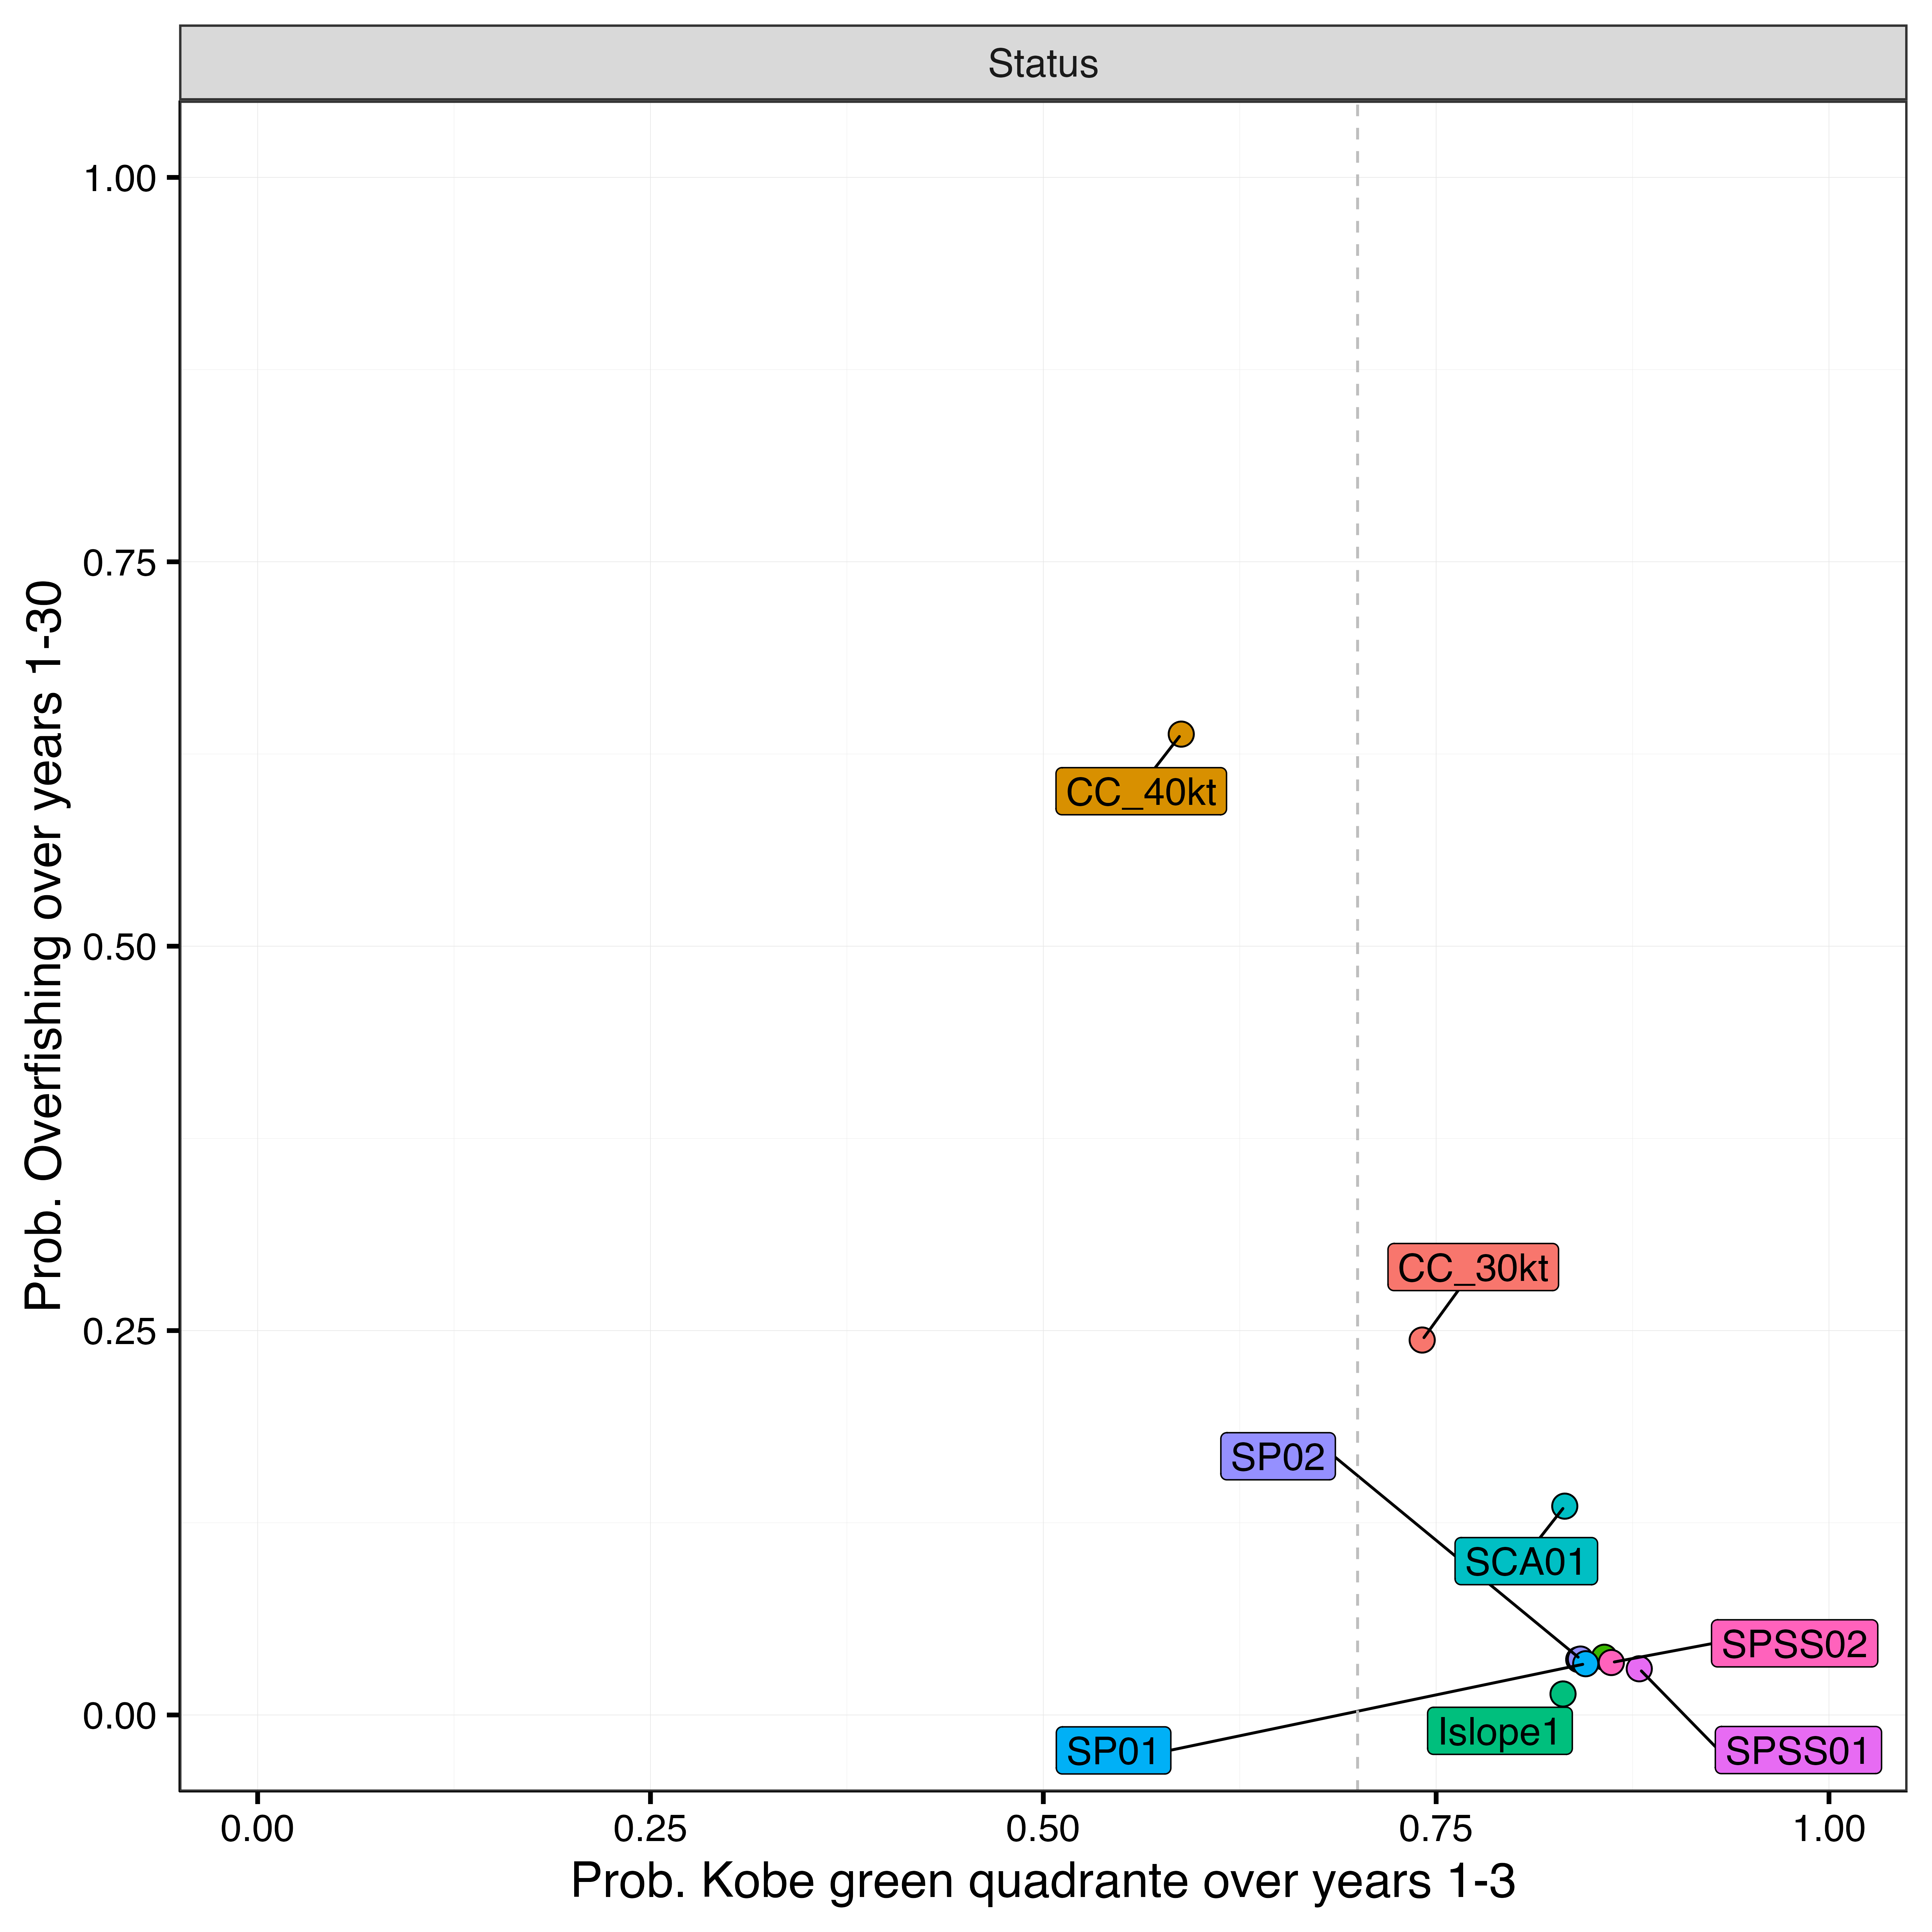 Status
1.00
0.75
0.50
0.25
0.00
Prob. Overfishing over years 1-30
CC_40kt
CC_30kt
SP02
SCA01
SPSS02
Islope1
SP01
SPSS01
0.00 0.25 0.50 0.75 1.00
Prob. Kobe green quadrante over years 1-3